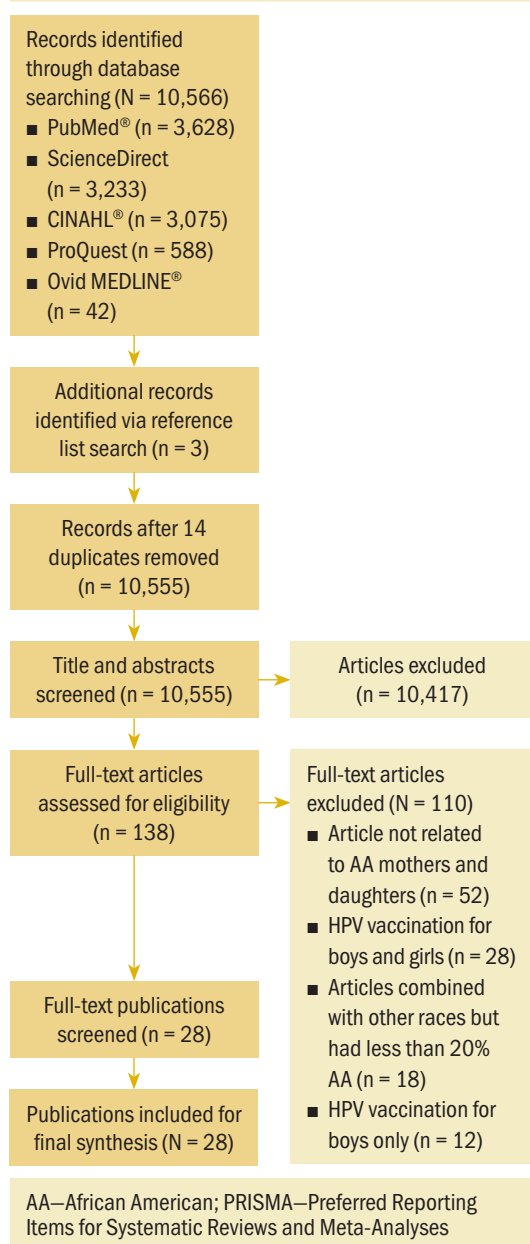 Records identified
through database
searching (N = 10,566)
■ PubMed® (n = 3,628)
■ ScienceDirect
(n = 3,233)
■ CINAHL® (n = 3,075)
■ ProQuest (n = 588)
■ Ovid MEDLINE®
(n = 42)
Additional records
identified via reference
list search (n = 3)
Records after 14
duplicates removed
(n = 10,555)
Title and abstracts
screened (n = 10,555)
Articles excluded
(n = 10,417)
Full-text articles
assessed for eligibility
(n = 138)
Full-text articles
excluded (N = 110)
■ Article not related
to AA mothers and
daughters (n = 52)
■ HPV vaccination for
boys and girls (n = 28)
■ Articles combined
with other races but
had less than 20%
AA (n = 18)
■ HPV vaccination for
boys only (n = 12)
Full-text publications
screened (n = 28)
Publications included for
final synthesis (N = 28)
AA—African American; PRISMA—Preferred Reporting
Items for Systematic Reviews and Meta-Analyses